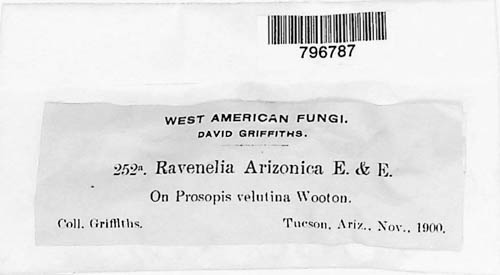 796787
WEST AMERICAN FUNGI.
DAVID GRIFFITHS.
252a. Ravenelia Arizonica E. & E.
On Prosopis velutina Wooton.
Coll. Griffiths. Tucson, Ariz., Nov., 1900.